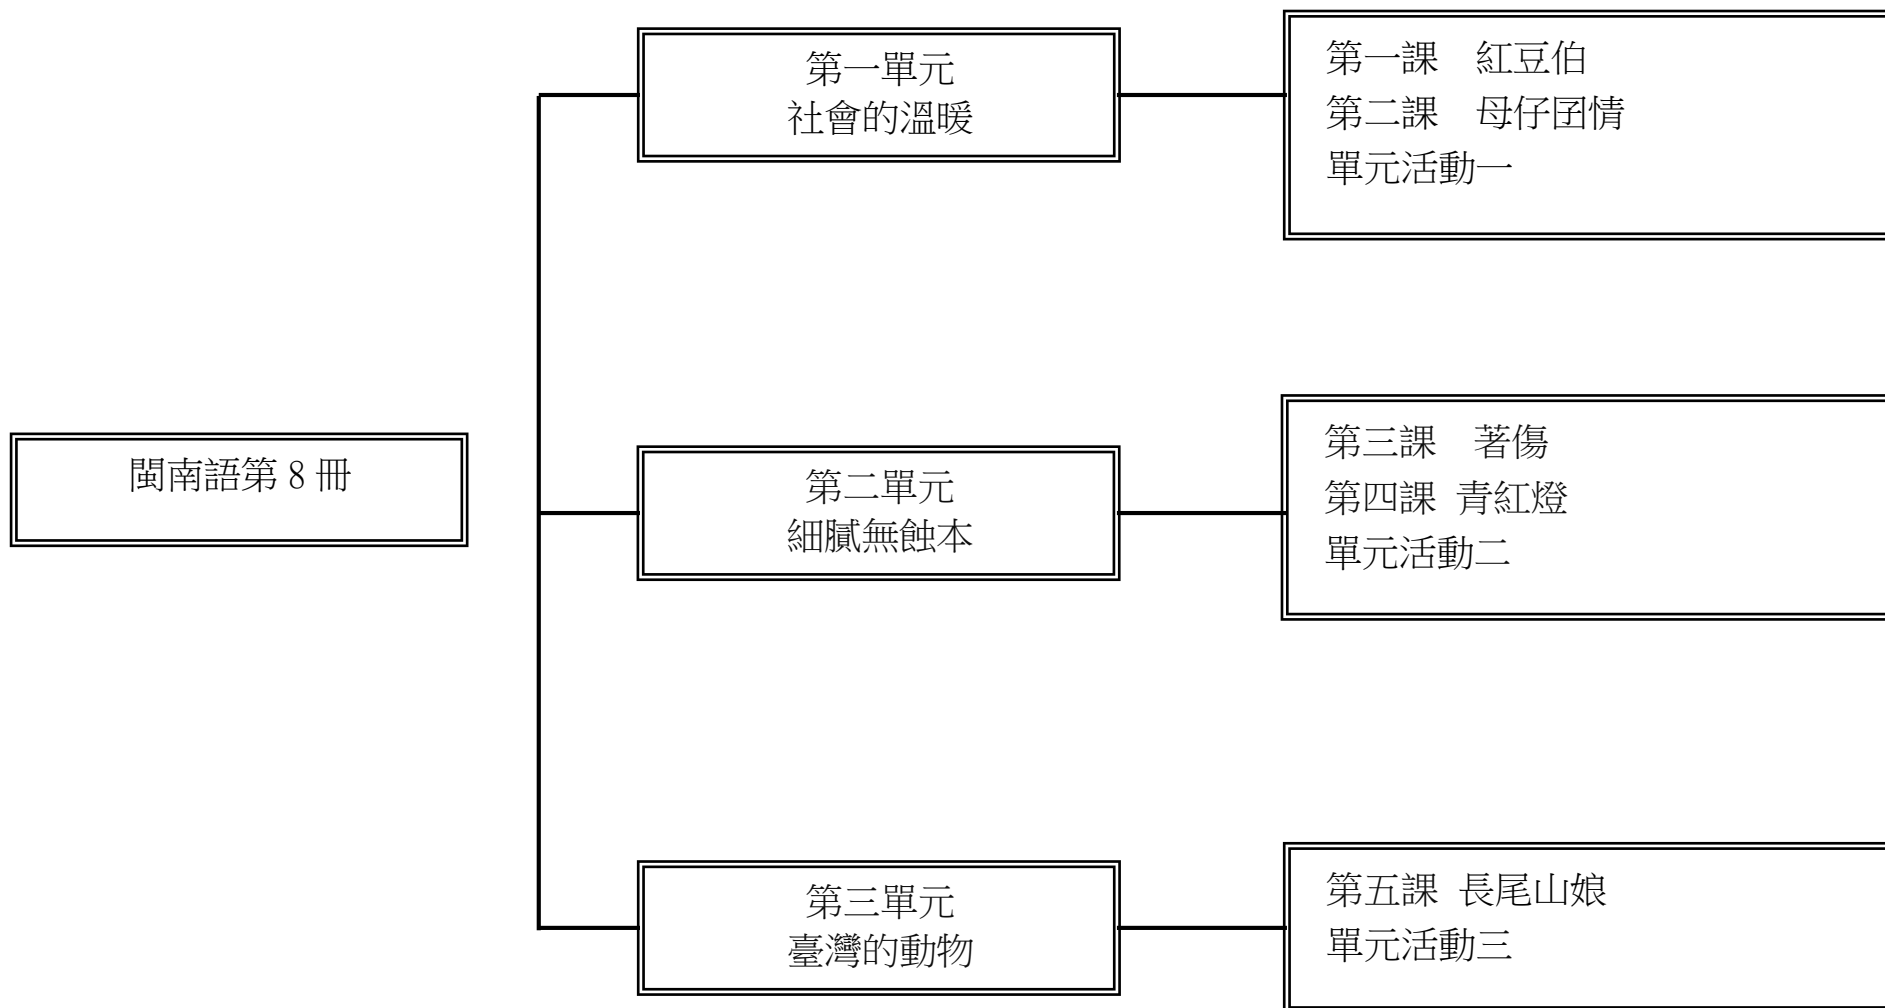 閩南語第 8 冊
第一單元
社會的溫暖
第一課 紅豆伯
第二課 母仔囝情
單元活動一
第二單元
細膩無蝕本
第三課 著傷
第四課 青紅燈
單元活動二
第三單元
臺灣的動物
第五課 長尾山娘
單元活動三